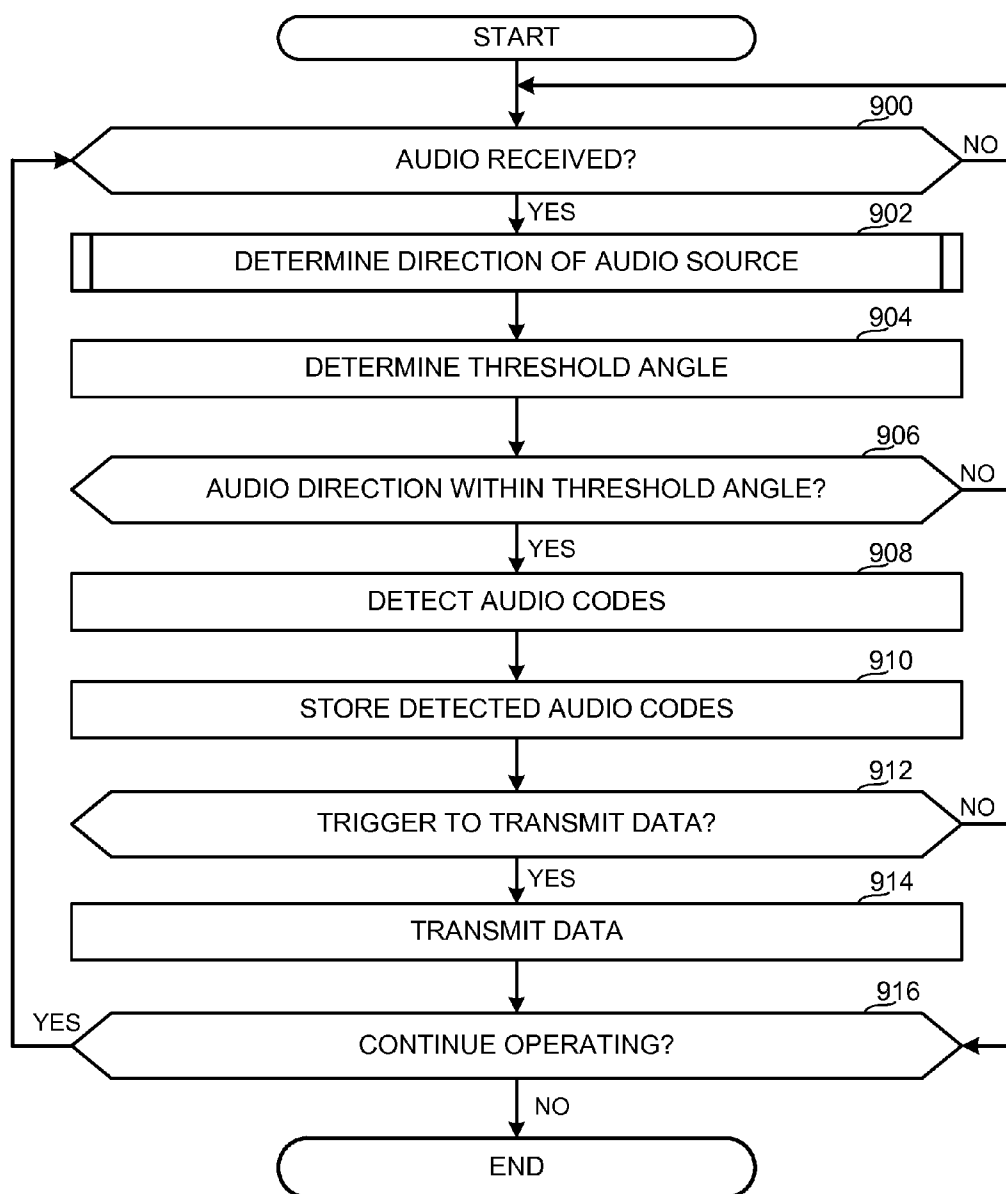 START
900
AUDIO RECEIVED?
NO
YES
902
DETERMINE DIRECTION OF AUDIO SOURCE
904
DETERMINE THRESHOLD ANGLE
906
AUDIO DIRECTION WITHIN THRESHOLD ANGLE?
NO
YES
908
DETECT AUDIO CODES
910
STORE DETECTED AUDIO CODES
912
TRIGGER TO TRANSMIT DATA?
NO
YES
914
TRANSMIT DATA
916
YES
CONTINUE OPERATING?
NO
END